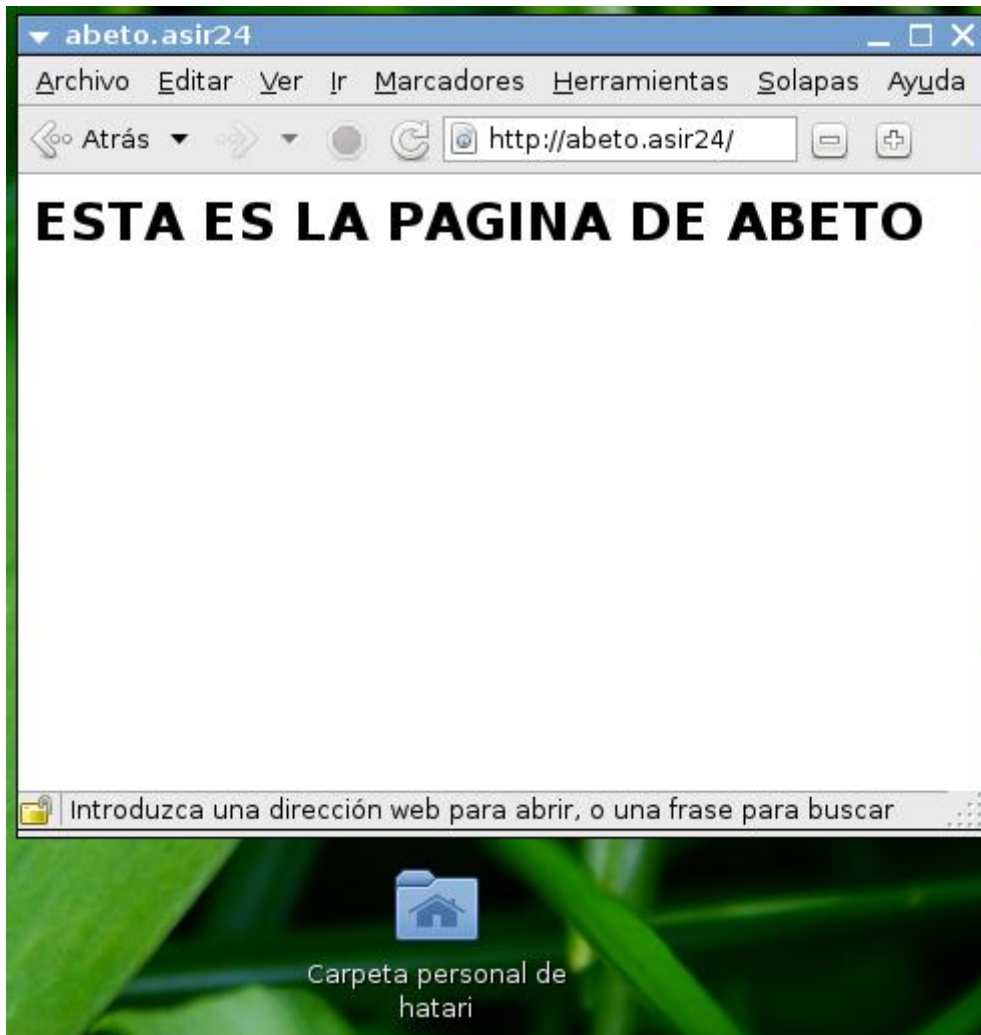 abeto.asir24
Archivo Editar Ver Ir Marcadores Herramientas Solapas Ayuda
Atrás http://abeto.asir24/
ESTA ES LA PAGINA DE ABETO
Introduzca una dirección web para abrir, o una frase para buscar
Carpeta personal de
hatari